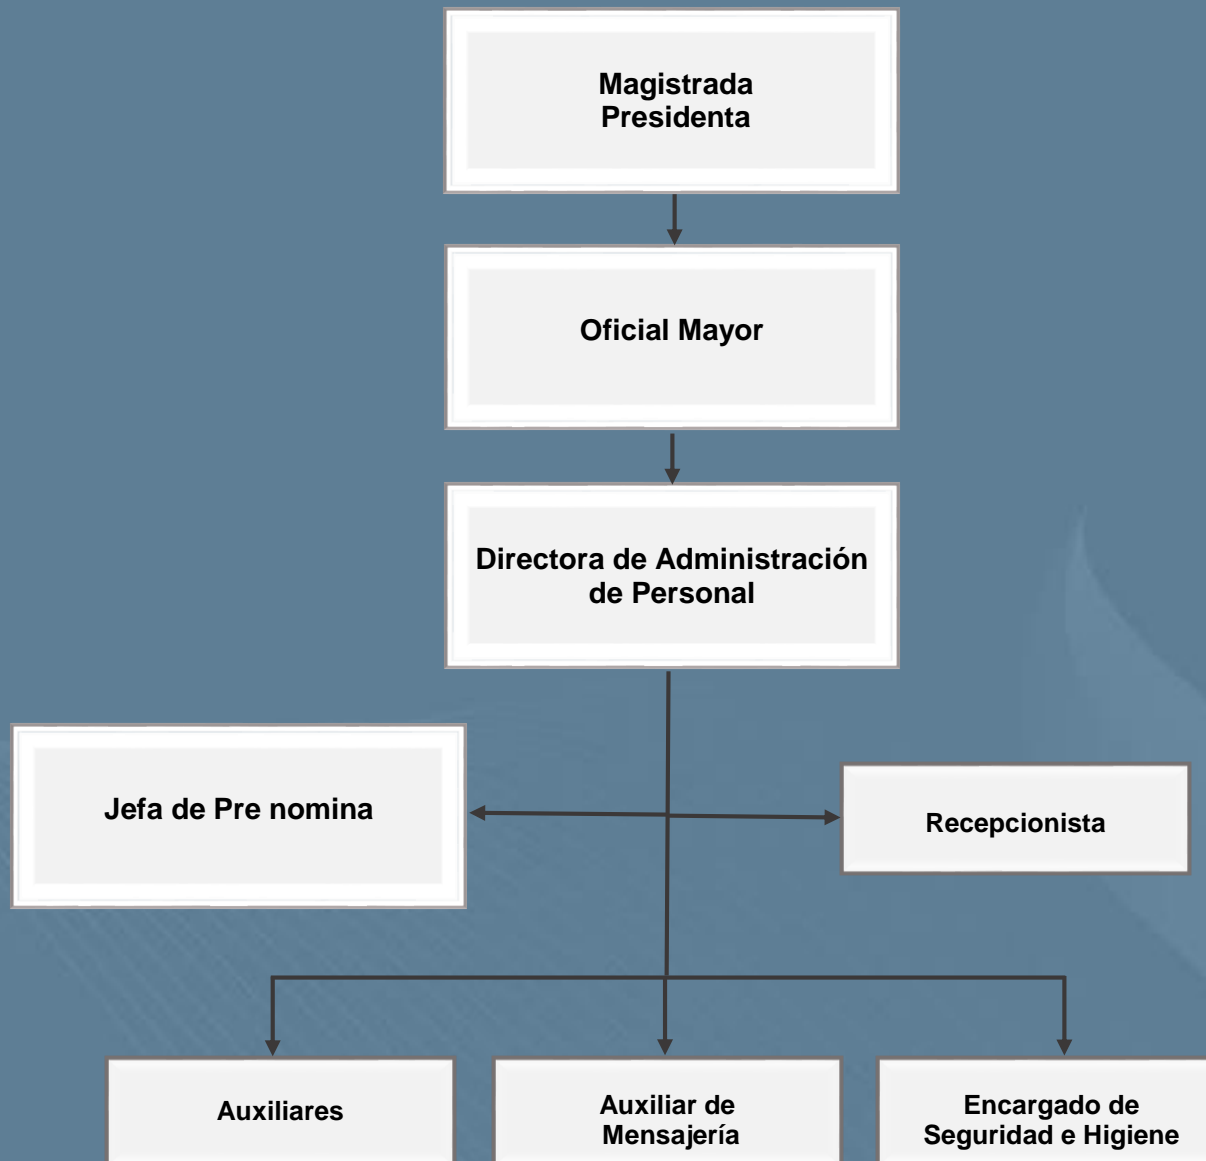 Magistrada
Presidenta
Oficial Mayor
Directora de Administración
de Personal
Jefa de Pre nomina
Recepcionista
Auxiliares
Auxiliar de
Mensajería
Encargado de
Seguridad e Higiene